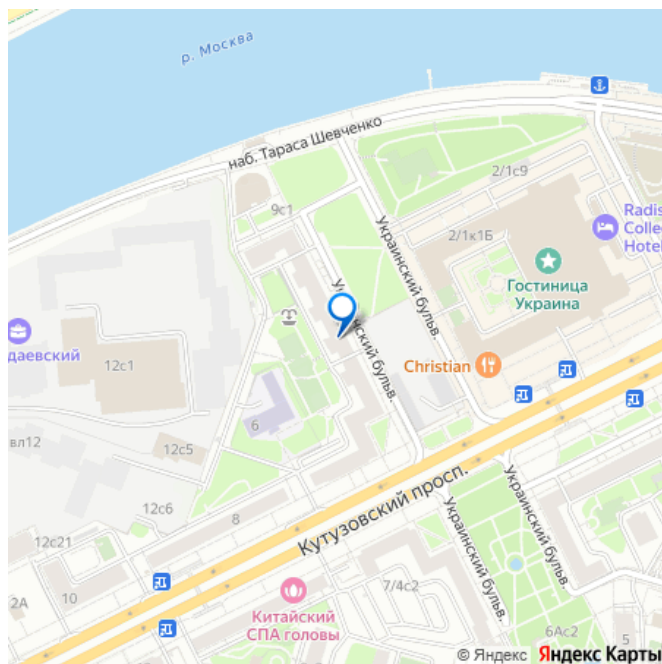 р. Москва
наб. Тараса Шевченко
2/1с9
9с1
Украинский бульв.
2/1к1Б
Radis
Colle
Hotel
Гостиница
Украина
Украинский бульв.
даевский
12с1
Christian
6
вл12
12с5
12с6
8
12с21
Кутузовский просп.
Украинский бульв.
Украинский бульв.
10
2А
7/4с2
Китайский
СПА головы
6Ас2
5
© Яндекс Яндекс Карты